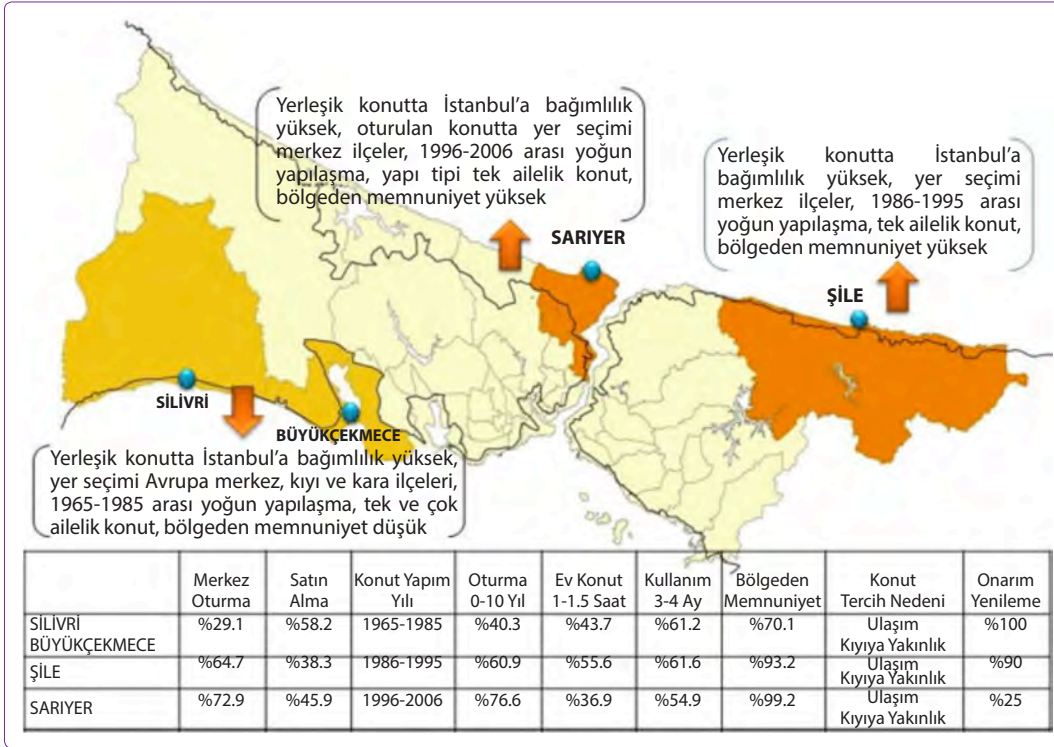 Yerleşik konutta İstanbul’a bağımlılık
yüksek, oturulan konutta yer seçimi
merkez ilçeler, 1996-2006 arası yoğun
yapılaşma, yapı tipi tek ailelik konut,
bölgeden memnuniyet yüksek
Yerleşik konutta İstanbul’a
bağımlılık yüksek, yer seçimi
merkez ilçeler, 1986-1995 arası
yoğun yapılaşma, tek ailelik konut,
bölgeden memnuniyet yüksek
SARIYER
ŞİLE
SİLİVRİ
BÜYÜKÇEKMECE
Yerleşik konutta İstanbul’a bağımlılık yüksek,
yer seçimi Avrupa merkez, kıyı ve kara ilçeleri,
1965-1985 arası yoğun yapılaşma, tek ve çok
ailelik konut, bölgeden memnuniyet düşük
Merkez Satın Konut Yapım Oturma Ev Konut Kullanım Bölgeden Konut Onarım
Oturma Alma Yılı 0-10 Yıl 1-1.5 Saat 3-4 Ay Memnuniyet Tercih Nedeni Yenileme
SİLİVRİ %29.1 %58.2 1965-1985 %40.3 %43.7 %61.2 %70.1 Ulaşım %100
BÜYÜKÇEKMECE Kıyıya Yakınlık
ŞİLE %64.7 %38.3 1986-1995 %60.9 %55.6 %61.6 %93.2 Ulaşım %90
Kıyıya Yakınlık
SARIYER %72.9 %45.9 1996-2006 %76.6 %36.9 %54.9 %99.2 Ulaşım %25
Kıyıya Yakınlık